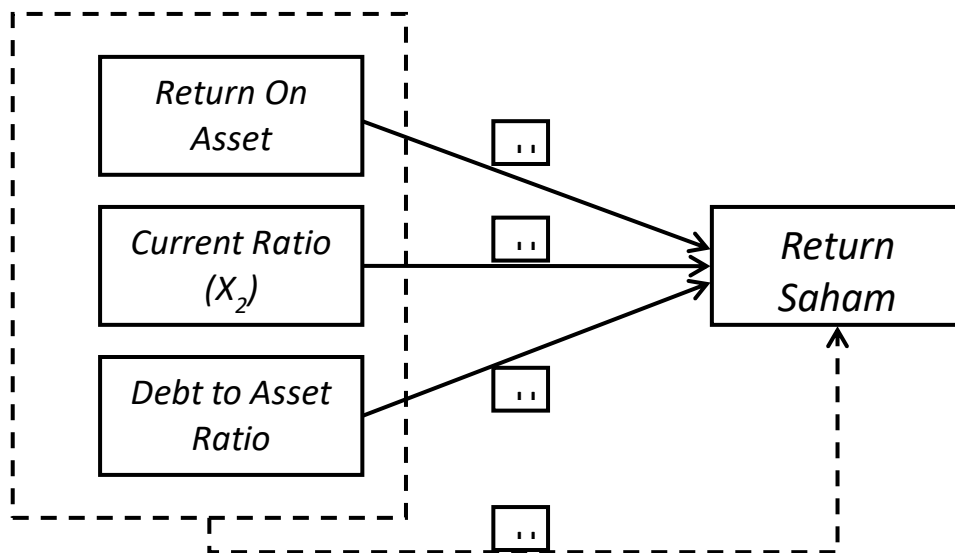 Return On
Asset
Current Ratio
(X₂)
Debt to Asset
Ratio
Return
Saham